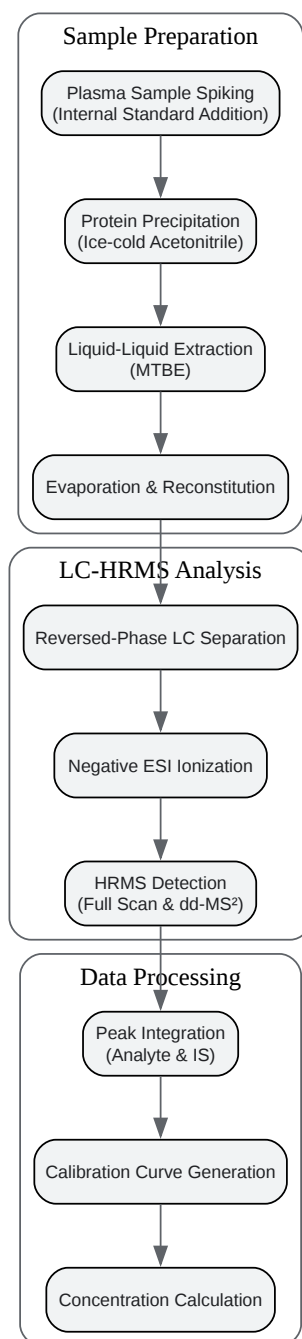 Sample Preparation
Plasma Sample Spiking
(Internal Standard Addition)
Protein Precipitation
(Ice-cold Acetonitrile)
Liquid-Liquid Extraction
(MTBE)
Evaporation & Reconstitution
LC-HRMS Analysis
Reversed-Phase LC Separation
Negative ESI Ionization
HRMS Detection
(Full Scan & dd-MS²)
Data Processing
Peak Integration
(Analyte & IS)
Calibration Curve Generation
Concentration Calculation